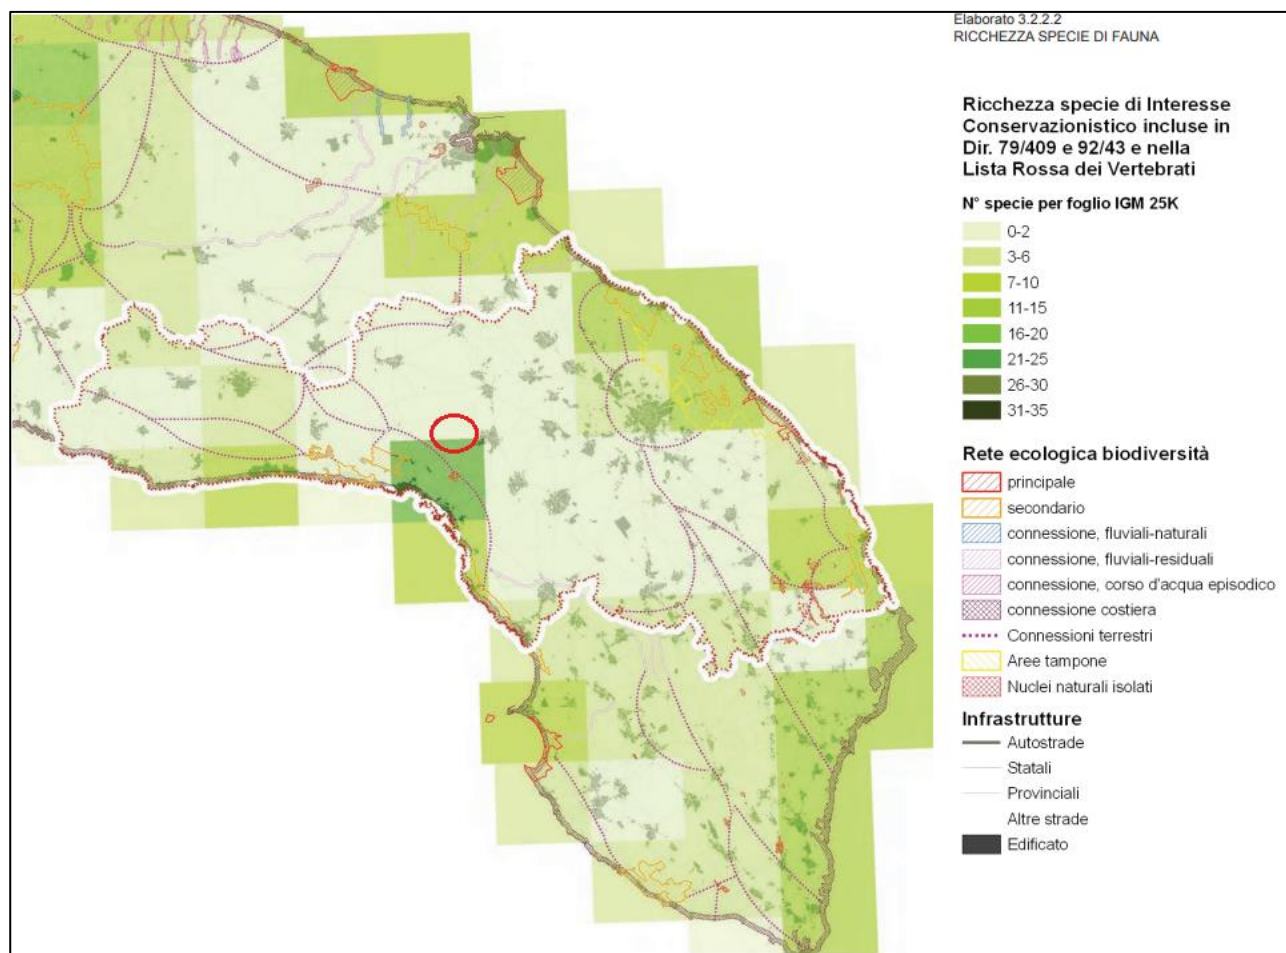 Elaborato 3.2.2.2
RICCHEZZA SPECIE DI FAUNA
Ricchezza specie di Interesse
Conservazionistico incluse in
Dir. 79/409 e 92/43 e nella
Lista Rossa dei Vertebrati
N° specie per foglio IGM 25K
0-2
3-6
7-10
11-15
16-20
21-25
26-30
31-35
Rete ecologica biodiversità
principale
secondario
connessione, fluviali-naturali
connessione, fluviali-residuali
connessione, corso d'acqua episodico
connessione costiera
Connessioni terrestri
Aree tampone
Nuclei naturali isolati
Infrastrutture
Autostrade
Statali
Provinciali
Altre strade
Edificato